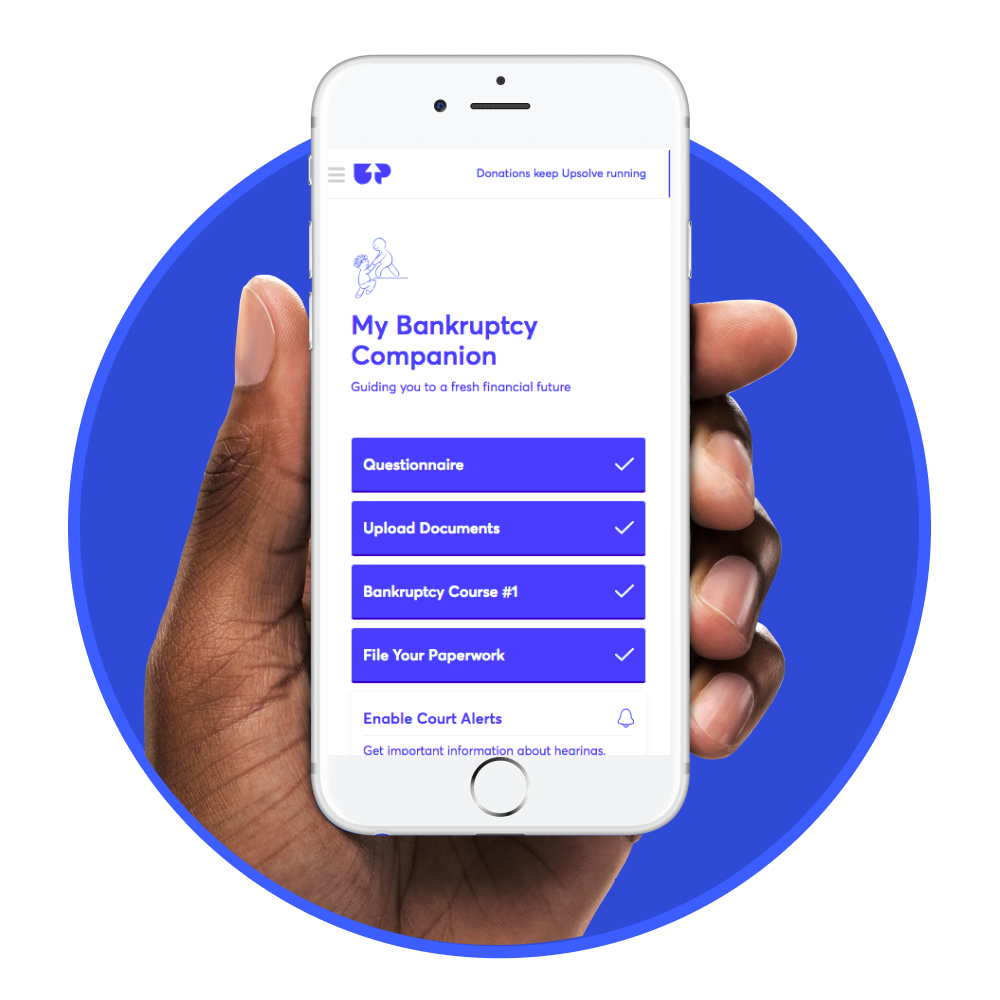 UP
Donations keep Upsolve running
My Bankruptcy
Companion
Guiding you to a fresh financial future
Questionnaire
Upload Documents
Bankruptcy Course #1
File Your Paperwork
Enable Court Alerts
Get important information about hearings.